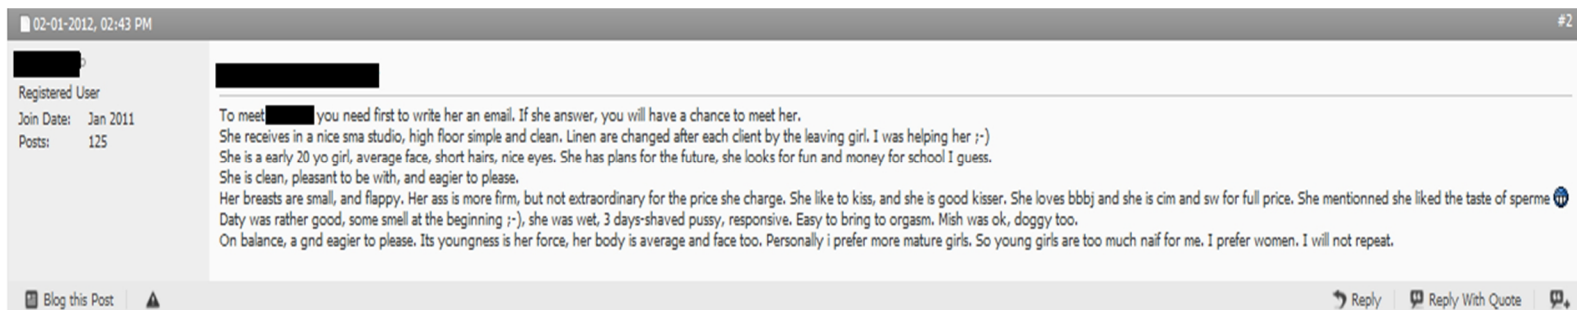 02-01-2012, 02:43 PM
#2
Registered User
Join Date: Jan 2011
Posts: 125
To meet you need first to write her an email. If she answer, you will have a chance to meet her.
She receives in a nice sma studio, high floor simple and clean. Linen are changed after each client by the leaving girl. I was helping her ;-)
She is a early 20 yo girl, average face, short hairs, nice eyes. She has plans for the future, she looks for fun and money for school I guess.
She is clean, pleasant to be with, and eagier to please.
Her breasts are small, and flappy. Her ass is more firm, but not extraordinary for the price she charge. She like to kiss, and she is good kisser. She loves bbbj and she is cim and sw for full price. She mentionned she liked the taste of sperme
Daty was rather good, some smell at the beginning ;-), she was wet, 3 days-shaved pussy, responsive. Easy to bring to orgasm. Mish was ok, doggy too.
On balance, a gnd eagier to please. Its youngness is her force, her body is average and face too. Personally i prefer more mature girls. So young girls are too much naif for me. I prefer women. I will not repeat.
Blog this Post
Reply
Reply With Quote